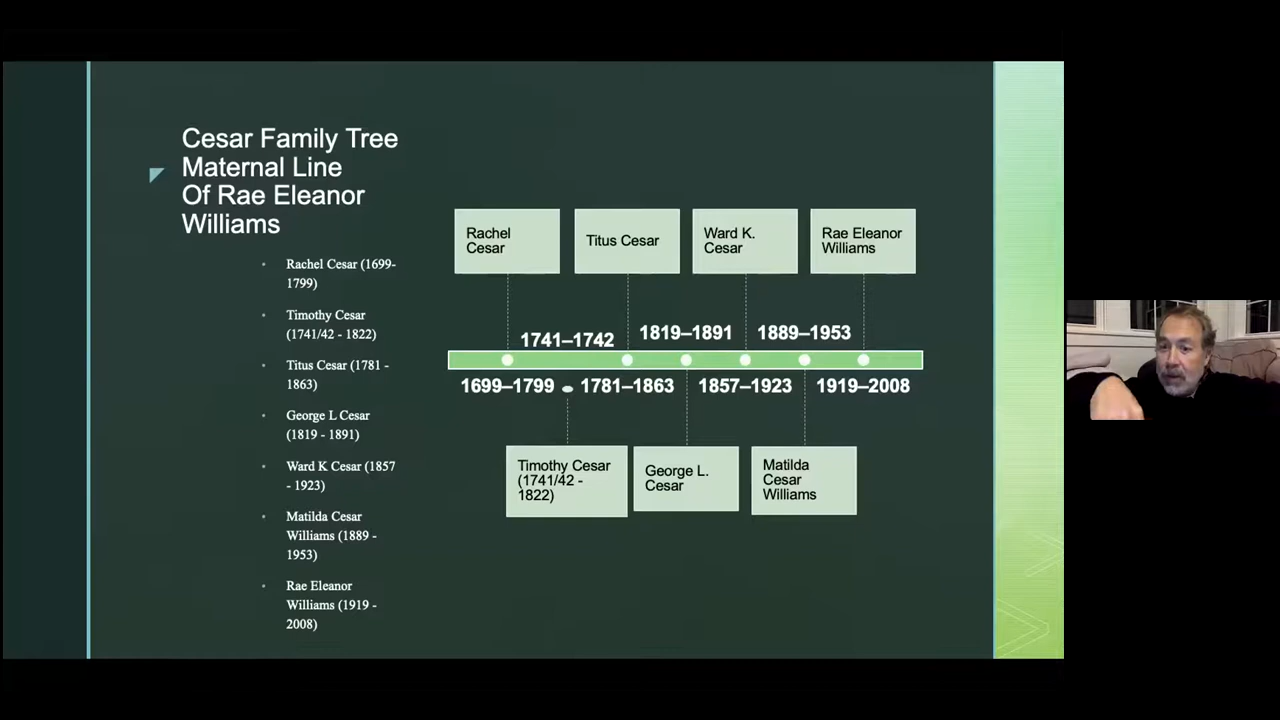 Cesar Family Tree
Maternal Line
Of Rae Eleanor
Williams
Rachel Cesar (1699-
1799)
Timothy Cesar
(1741/42 - 1822)
Titus Cesar (1781 -
1863)
George L Cesar
(1819 - 1891)
Ward K Cesar (1857
- 1923)
Matilda Cesar
Williams (1889 -
1953)
Rae Eleanor
Williams (1919 -
2008)
Rachel
Cesar
Titus Cesar
Ward K.
Cesar
Rae Eleanor
Williams
1741–1742
1819–1891
1889–1953
1699–1799
1781–1863
1857–1923
1919–2008
Timothy Cesar
(1741/42 -
1822)
George L.
Cesar
Matilda
Cesar
Williams